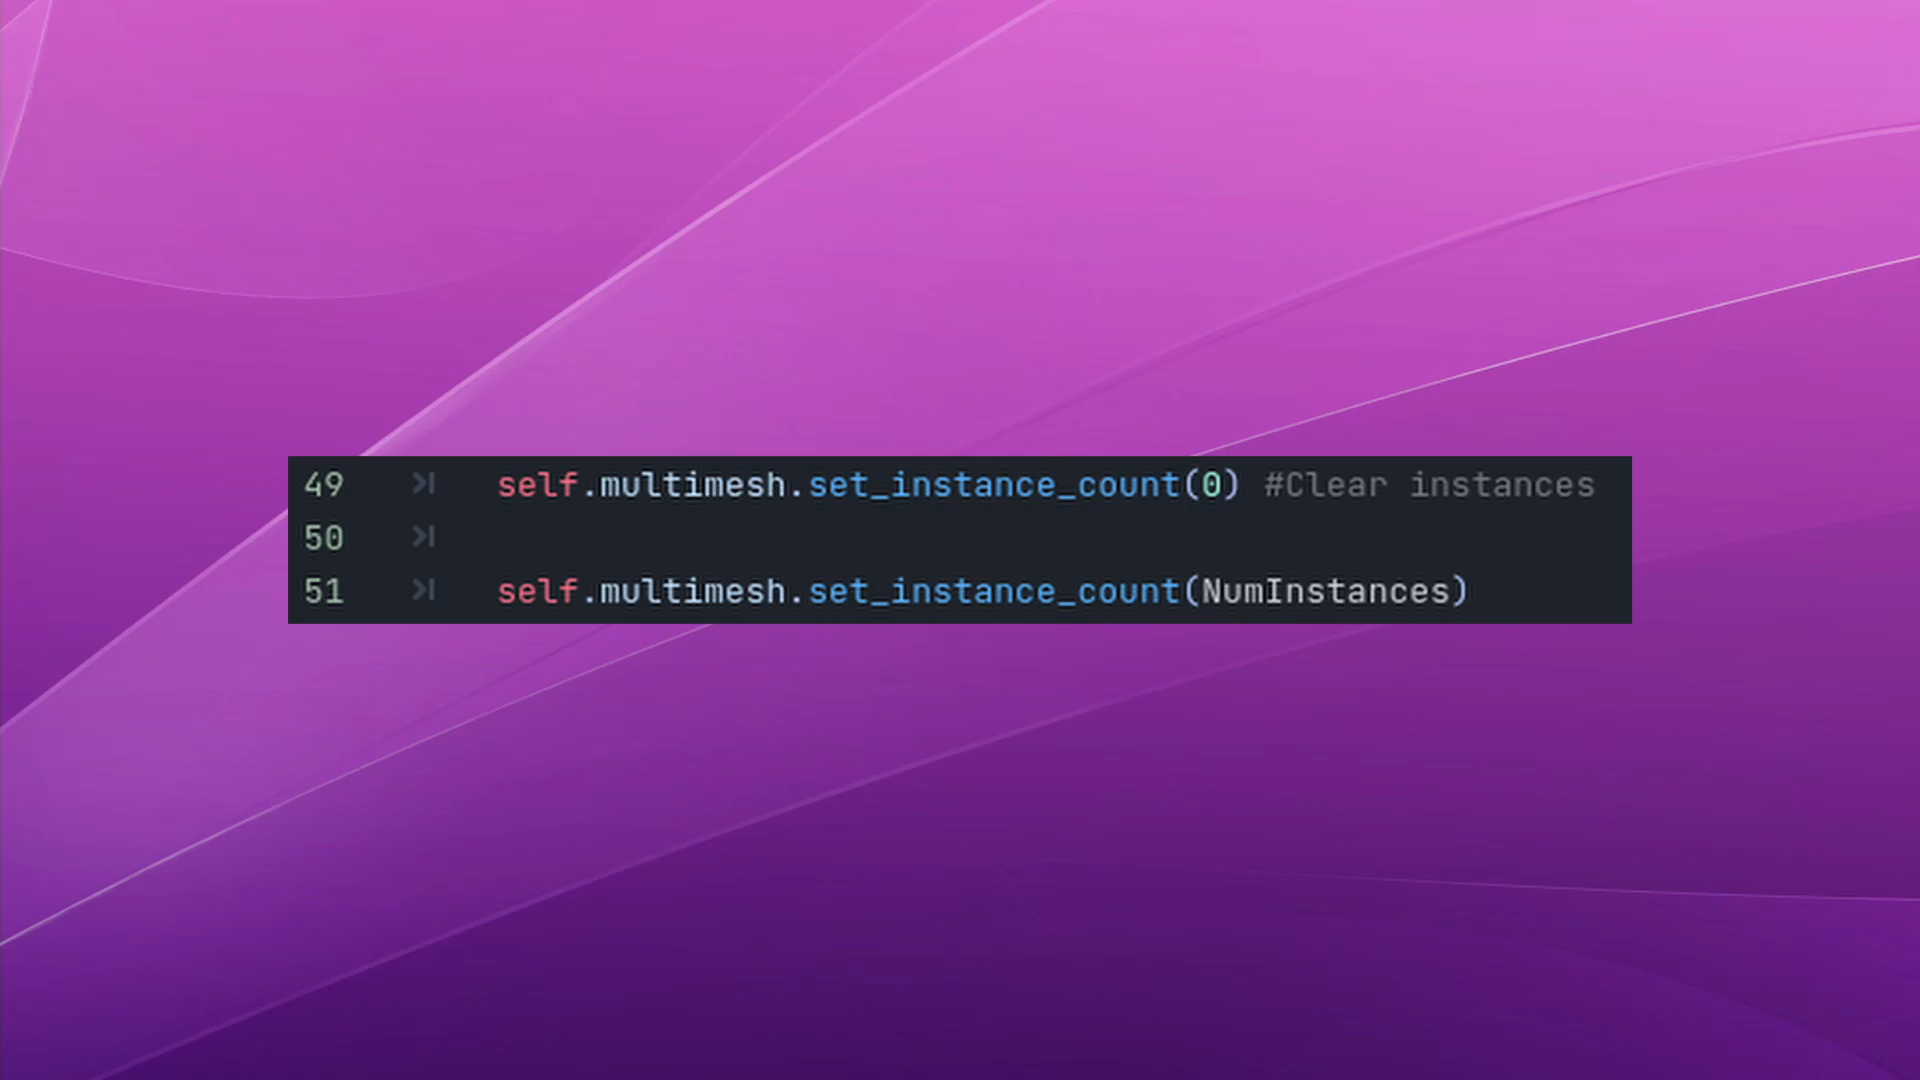 49 self.multimesh.set_instance_count(0) #Clear instances
50
51 self.multimesh.set_instance_count(NumInstances)